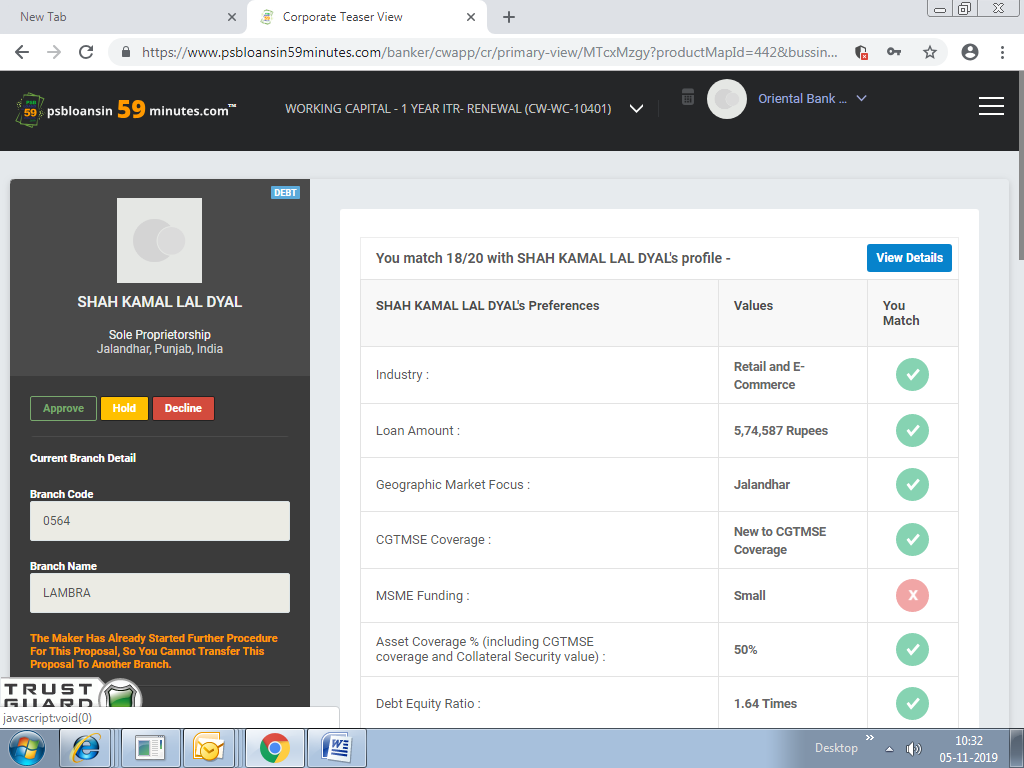 New Tab
Corporate Teaser View
https://www.psbloansin59minutes.com/banker/cwapp/cr/primary-view/MTcxMzgy?productMapId=442&bussin...
PSB
59
psbloansin 59 minutes.com™
WORKING CAPITAL - 1 YEAR ITR- RENEWAL (CW-WC-10401)
Oriental Bank ...
DEBT
SHAH KAMAL LAL DYAL
Sole Proprietorship
Jalandhar, Punjab, India
Approve
Hold
Decline
Current Branch Detail
Branch Code
0564
Branch Name
LAMBRA
The Maker Has Already Started Further Procedure
For This Proposal, So You Cannot Transfer This
Proposal To Another Branch.
TRUST
GUARD
javascript:void(0)
You match 18/20 with SHAH KAMAL LAL DYAL's profile -
View Details
SHAH KAMAL LAL DYAL's Preferences
Values
You
Match
Industry :
Retail and E-
Commerce
Loan Amount :
5,74,587 Rupees
Geographic Market Focus :
Jalandhar
CGTMSE Coverage :
New to CGTMSE
Coverage
MSME Funding :
Small
X
Asset Coverage % (including CGTMSE
coverage and Collateral Security value) :
50%
Debt Equity Ratio :
1.64 Times
Desktop
10:32
05-11-2019